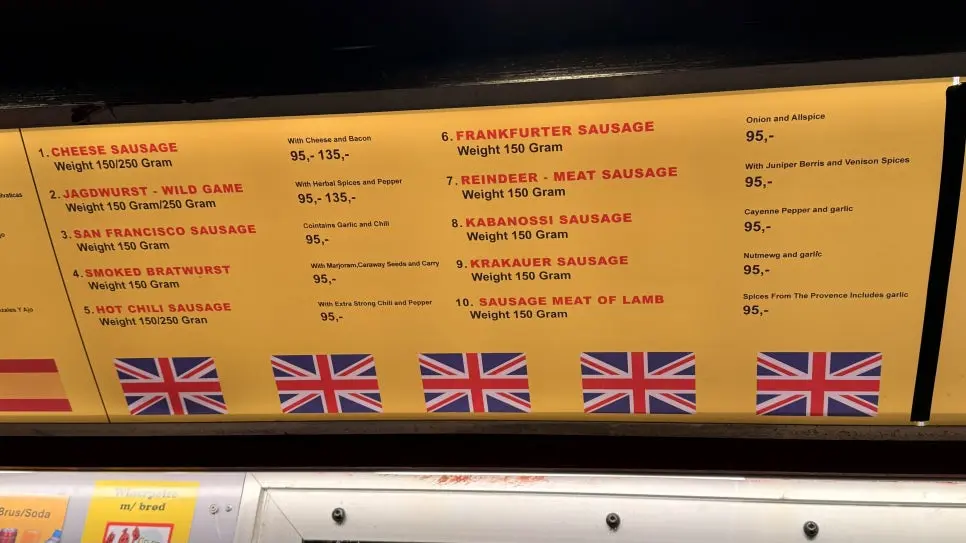 1. CHEESE SAUSAGE
Weight 150/250 Gram
With Cheese and Bacon
95,- 135,-
2. JAGDWURST - WILD GAME
Weight 150 Gram/250 Gram
With Herbal Spices and Pepper
95,- 135,-
3. SAN FRANCISCO SAUSAGE
Weight 150 Gram
Cointains Garlic and Chili
95,-
4. SMOKED BRATWURST
Weight 150 Gram
With Marjoram,Caraway Seeds and Carry
95,-
5. HOT CHILI SAUSAGE
Weight 150/250 Gran
With Extra Strong Chili and Pepper
95,-
6. FRANKFURTER SAUSAGE
Weight 150 Gram
Onion and Allspice
95,-
7. REINDEER - MEAT SAUSAGE
Weight 150 Gram
With Juniper Berris and Venison Spices
95,-
8. KABANOSSI SAUSAGE
Weight 150 Gram
Cayenne Pepper and garlic
95,-
9. KRAKAUER SAUSAGE
Weight 150 Gram
Nutmewg and garlic
95,-
10. SAUSAGE MEAT OF LAMB
Weight 150 Gram
Spices From The Provence Includes garlic
95,-
Y Ajo
Brus/Soda
m/ brød